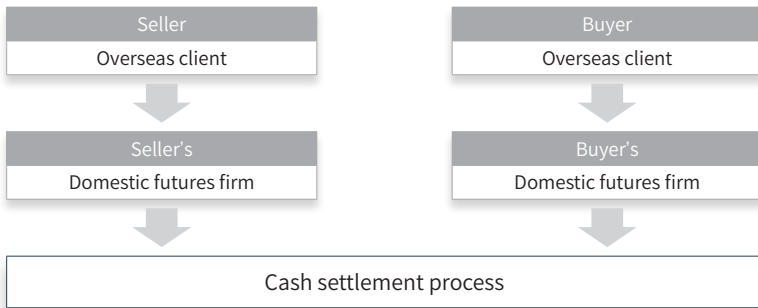 Seller
Overseas client
Buyer
Overseas client
Seller's
Domestic futures firm
Buyer's
Domestic futures firm
Cash settlement process